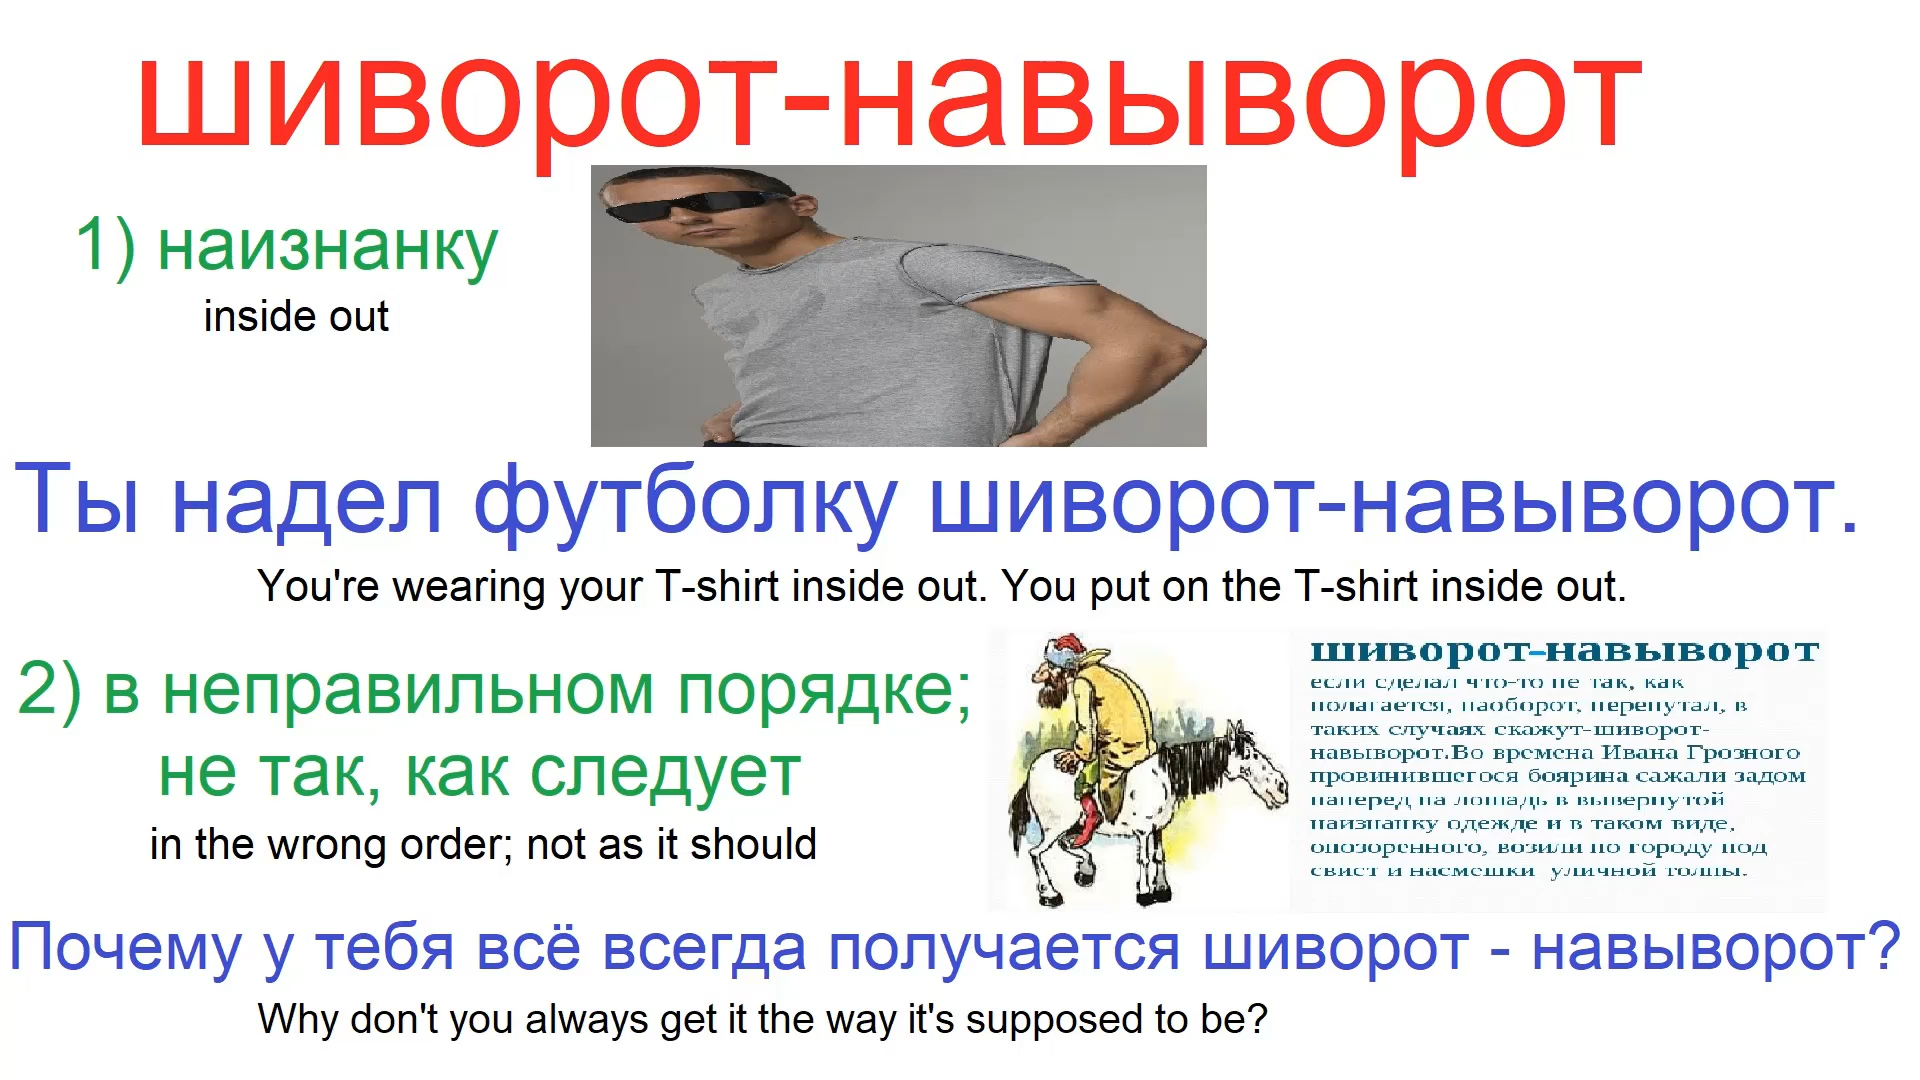 шиворот-навыворот
1) наизнанку
inside out
Ты надел футболку шиворот-навыворот.
You're wearing your T-shirt inside out. You put on the T-shirt inside out.
2) в неправильном порядке;
не так, как следует
in the wrong order; not as it should
шиворот-навыворот
если сделал что-то не так, как
полагается, наоборот, перепутал, в
таких случаях скажут-шиворот-
навыворот.Во времена Ивана Грозного
провинившегося боярина сажали задом
наперед на лошадь в вывернутой
наизнанку одежде и в таком виде,
опозоренного, возили по городу под
свист и насмешки уличной толпы.
Почему у тебя всё всегда получается шиворот - навыворот?
Why don't you always get it the way it's supposed to be?